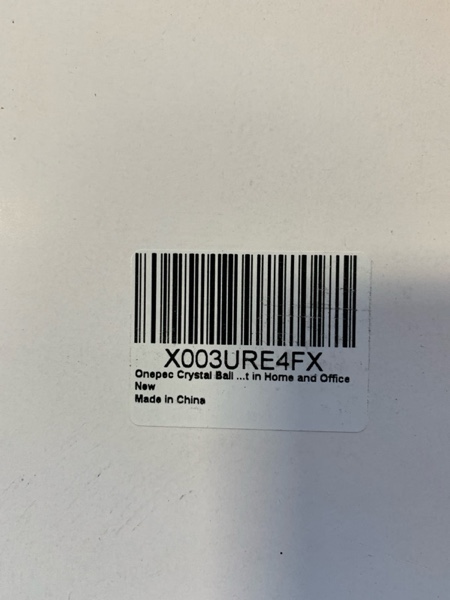 X003URE4FX
Onepec Crystal Ball ...t in Home and Office
New
Made in China